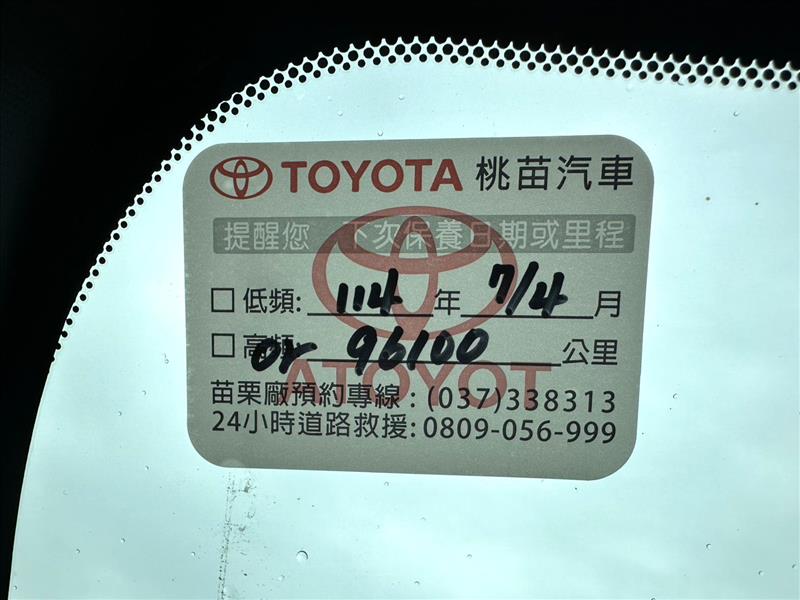 TOYOTA 桃苗汽車
提醒您 下次保養日期或里程
□ 低頻: 114 年 7/4 月
□ 高頻: or 96100 公里
TOYOTA
苗栗廠預約專線：(037)338313
24小時道路救援：0809-056-999